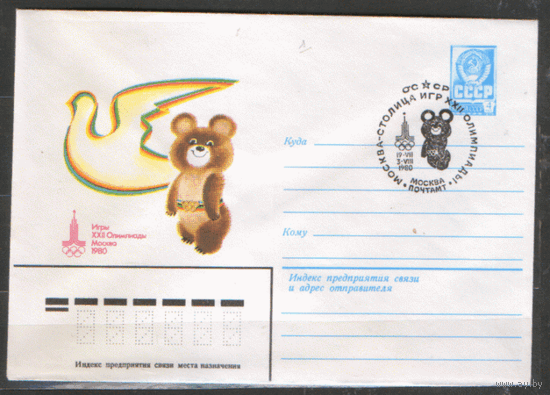 СССР
МОСКВА-СТОЛИЦА ИГР XXII ОЛИМПИАДЫ
19·VII
3·VIII
1980
МОСКВА
ПОЧТАМТ
Куда
Кому
Игры
XXII Олимпиады
Москва
1980
Индекс предприятия связи
и адрес отправителя
Индекс предприятия связи места назначения